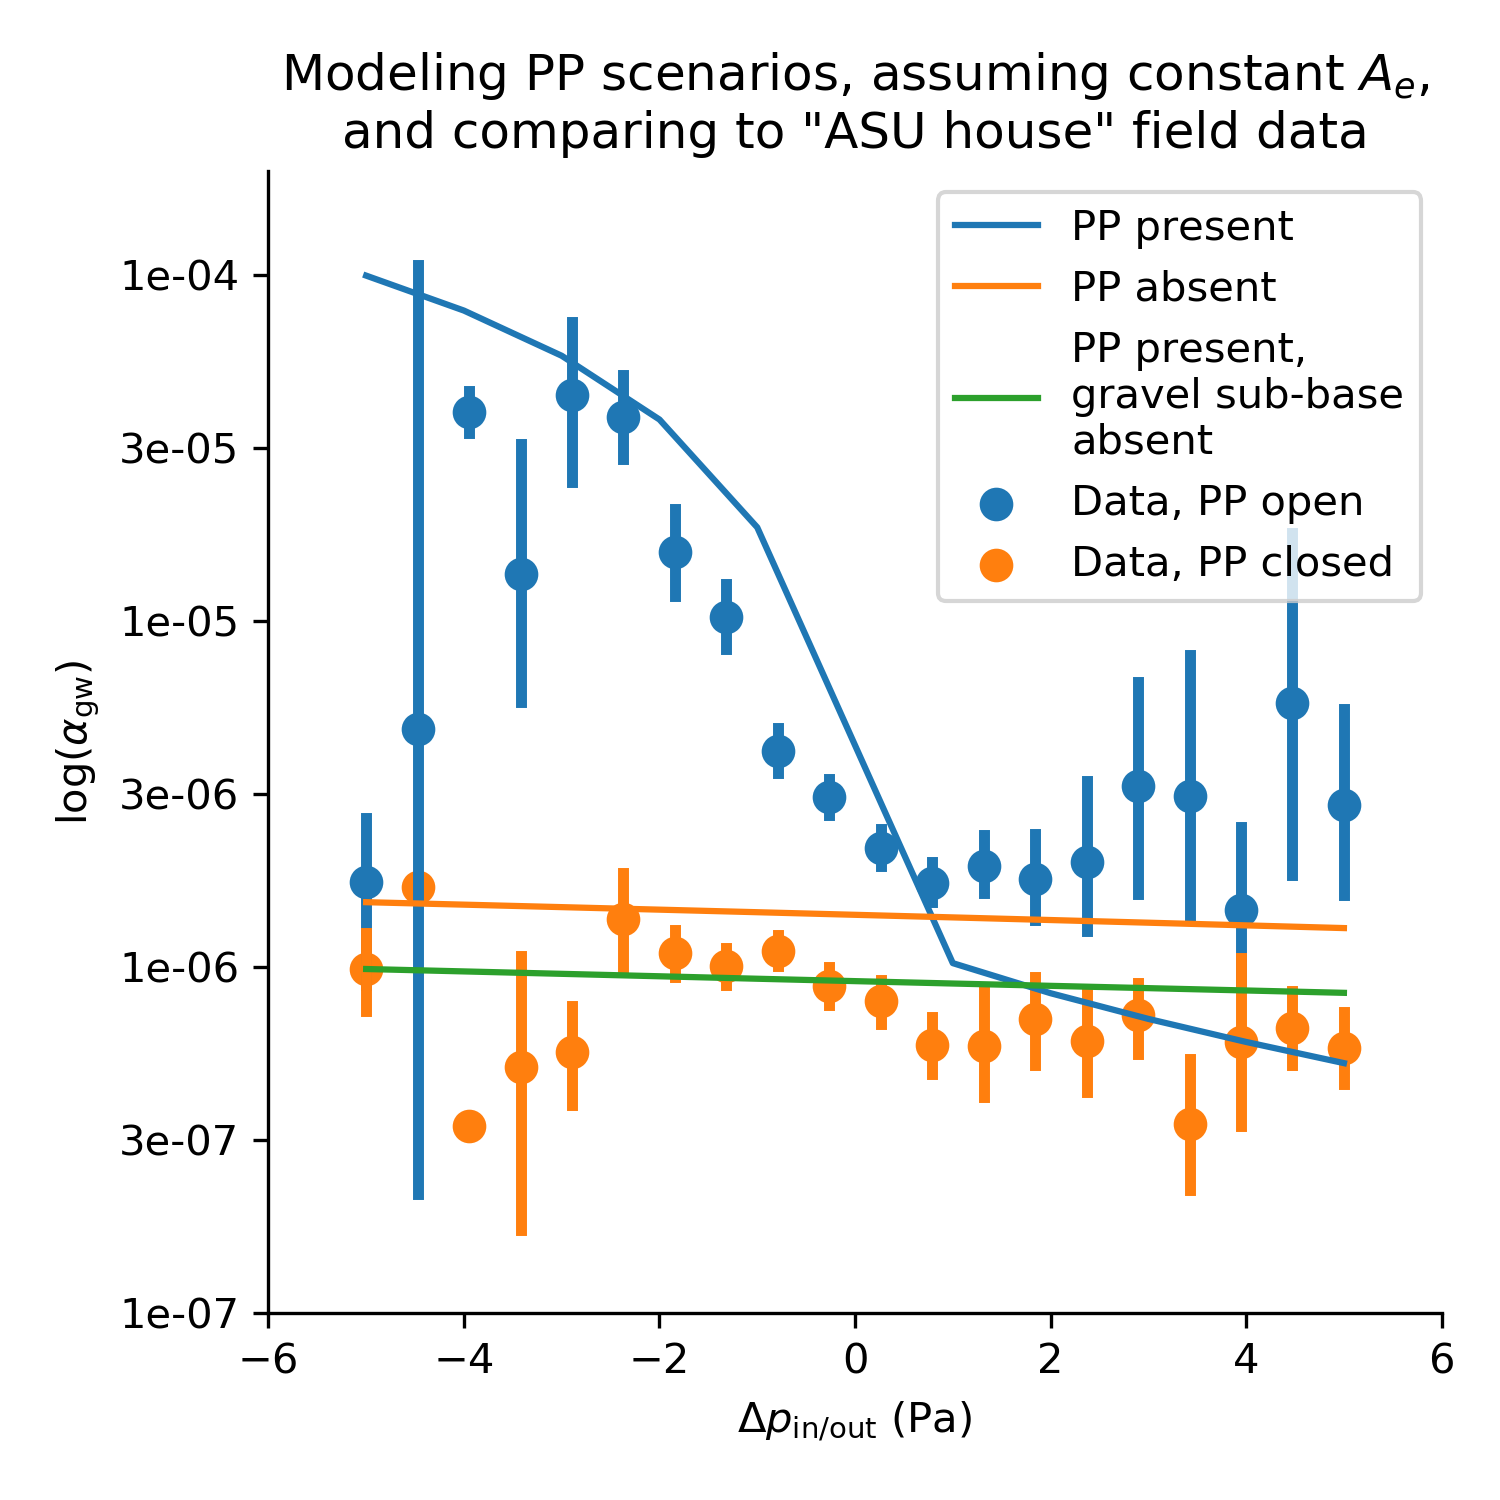 Modeling PP scenarios, assuming constant Aₑ,
and comparing to "ASU house" field data
PP present
PP absent
PP present,
gravel sub-base
absent
Data, PP open
Data, PP closed
log(α_gw)
1e-04
3e-05
1e-05
3e-06
1e-06
3e-07
1e-07
−6 −4 −2 0 2 4 6
Δp_in/out (Pa)